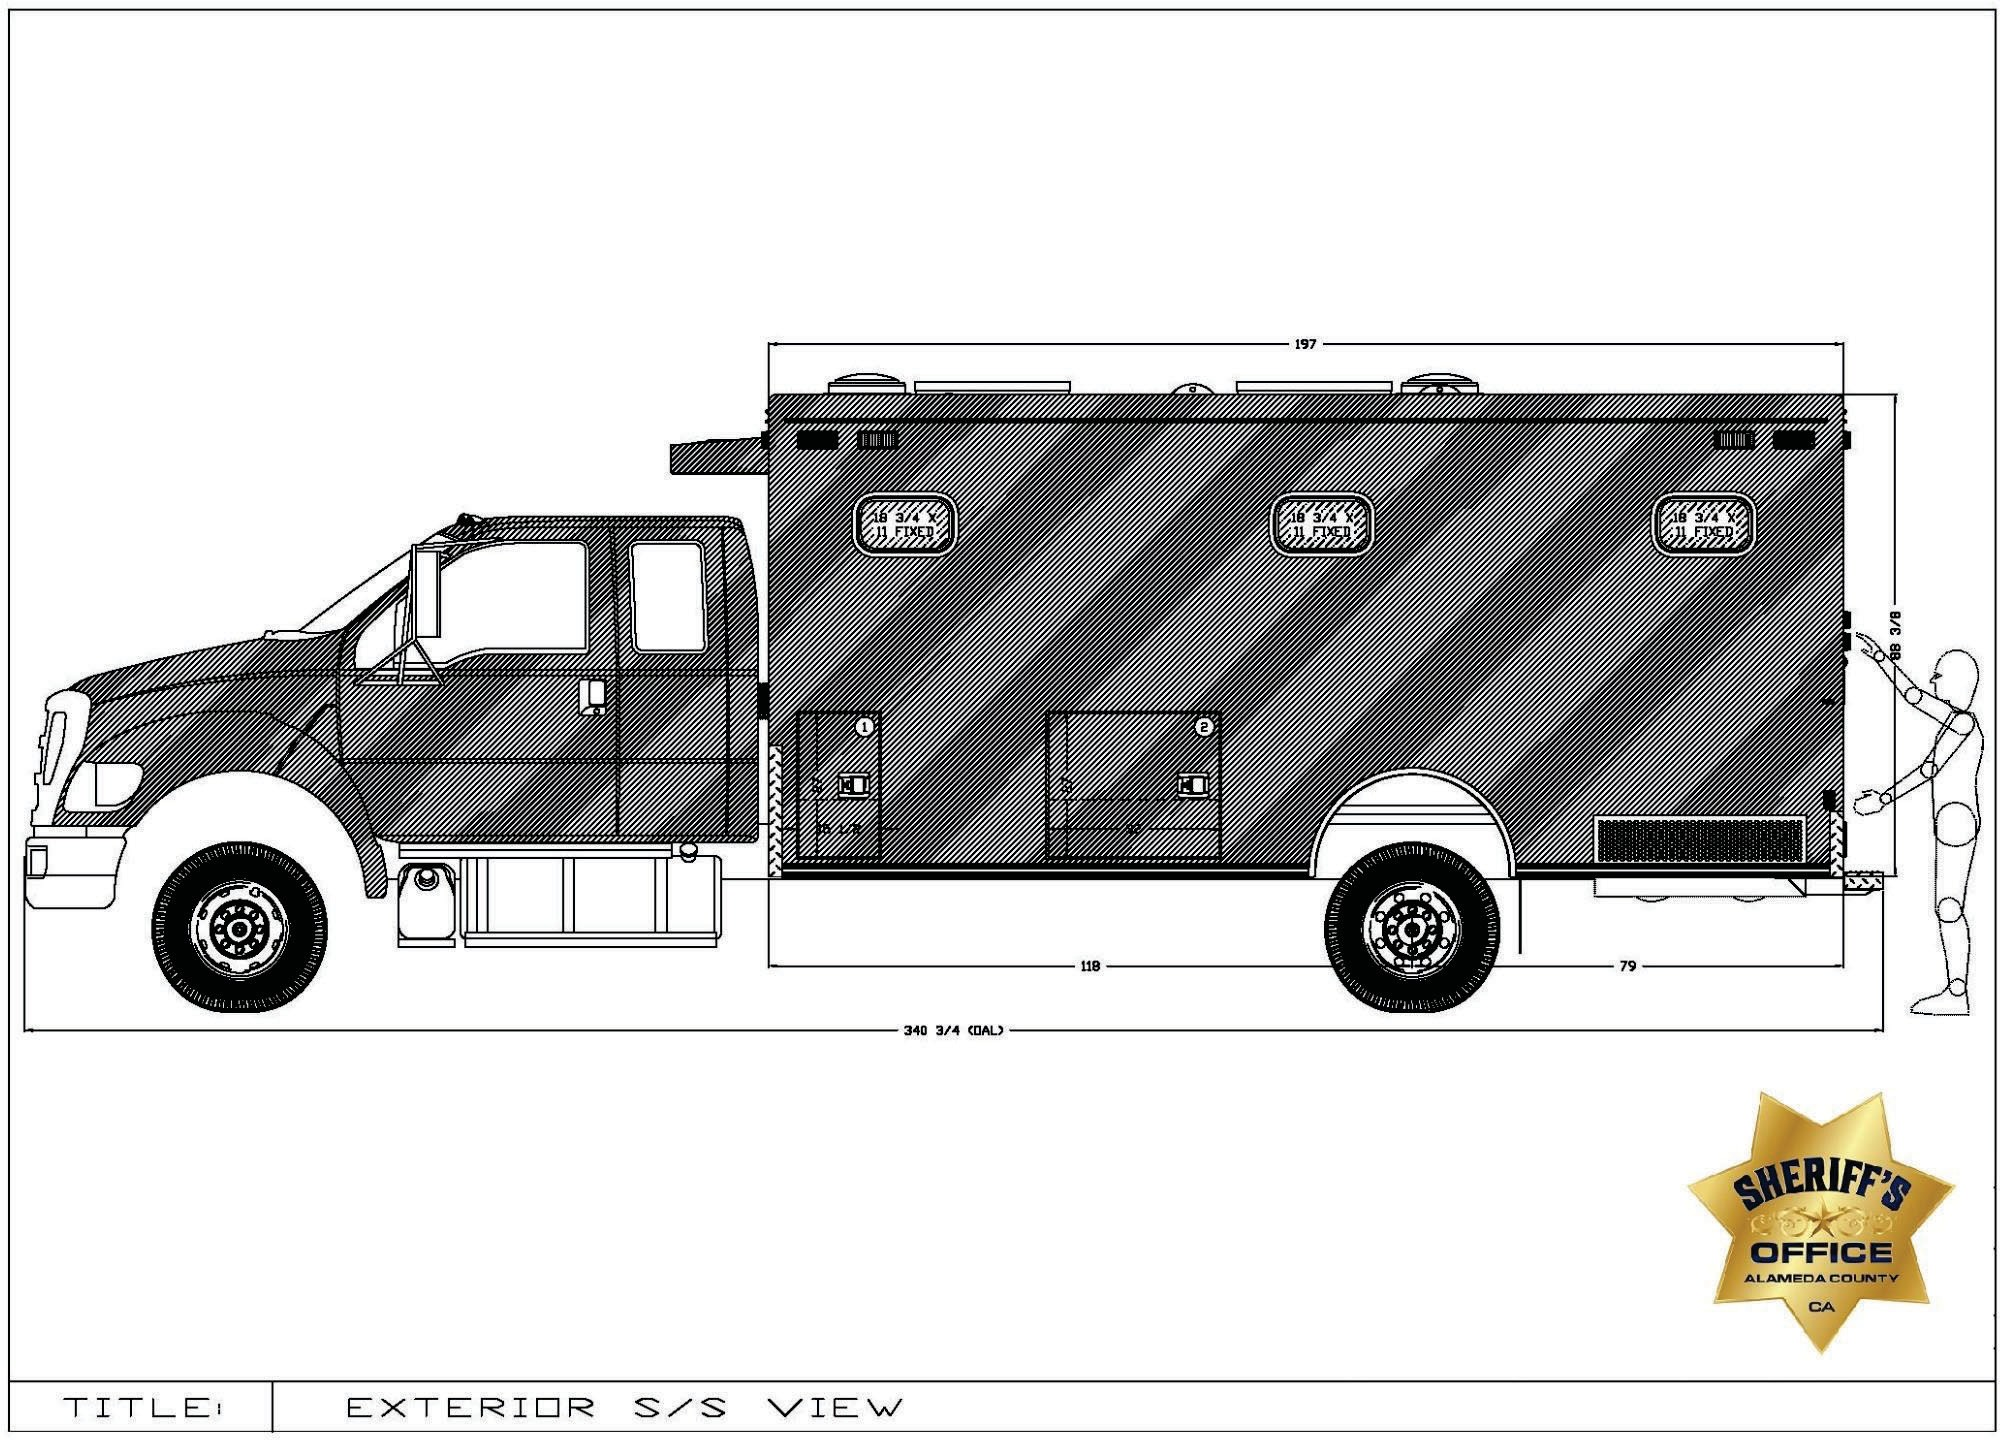 197
18 3/4 X
11 FIXED
18 3/4 X
11 FIXED
18 3/4 X
11 FIXED
88 3/8
1
2
118
79
340 3/4 (OAL)
SHERIFF'S
OFFICE
ALAMEDA COUNTY
CA
TITLE:
EXTERIOR S/S VIEW